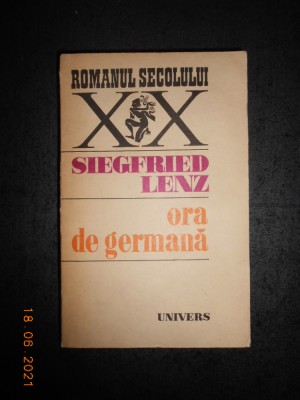 ROMANUL SECOLULUI
XX
SIEGFRIED
LENZ
ora
de germană
UNIVERS
18.06.2021